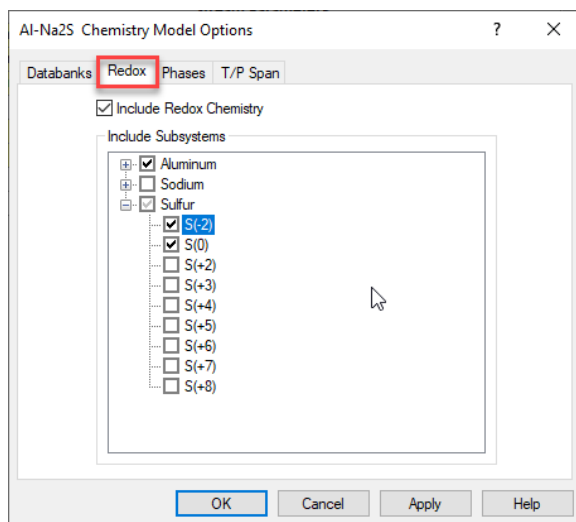 Al-Na2S Chemistry Model Options ?
Databanks Redox Phases T/P Span
Include Redox Chemistry
Include Subsystems
Aluminum
Sodium
Sulfur
S(-2)
S(0)
S(+2)
S(+3)
S(+4)
S(+5)
S(+6)
S(+7)
S(+8)
OK Cancel Apply Help